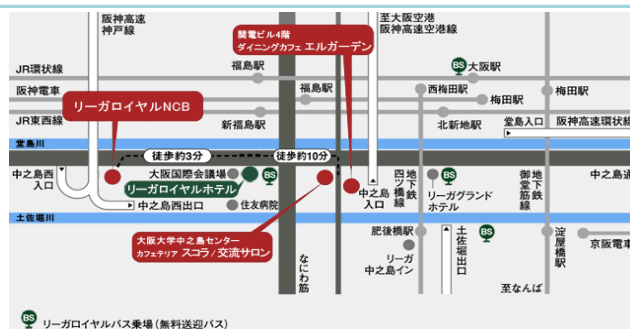 阪神高速
神戸線
至大阪空港
阪神高速空港線
関電ビル4階
ダイニングカフェ エルガーデン
JR環状線
福島駅
BS
大阪駅
阪神電車
福島駅
西梅田駅
梅田駅
梅田駅
リーガロイヤルNCB
JR東西線
新福島駅
北新地駅
堂島入口
阪神高速環状線
堂島川
徒歩約3分
徒歩約10分
中之島西
入口
大阪国際会議場
BS
リーガロイヤルホテル
中之島
入口
地下鉄
四ツ橋線
BS
リーガグランド
ホテル
地下鉄
御堂筋線
中之島通
中之島西出口
住友病院
土佐堀川
大阪大学中之島センター
カフェテリア スコラ/交流サロン
なにわ筋
肥後橋駅
リーガ
中之島イン
土佐堀出口
BS
淀屋橋駅
京阪電車
至なんば
BS
リーガロイヤルバス乗場(無料送迎バス)